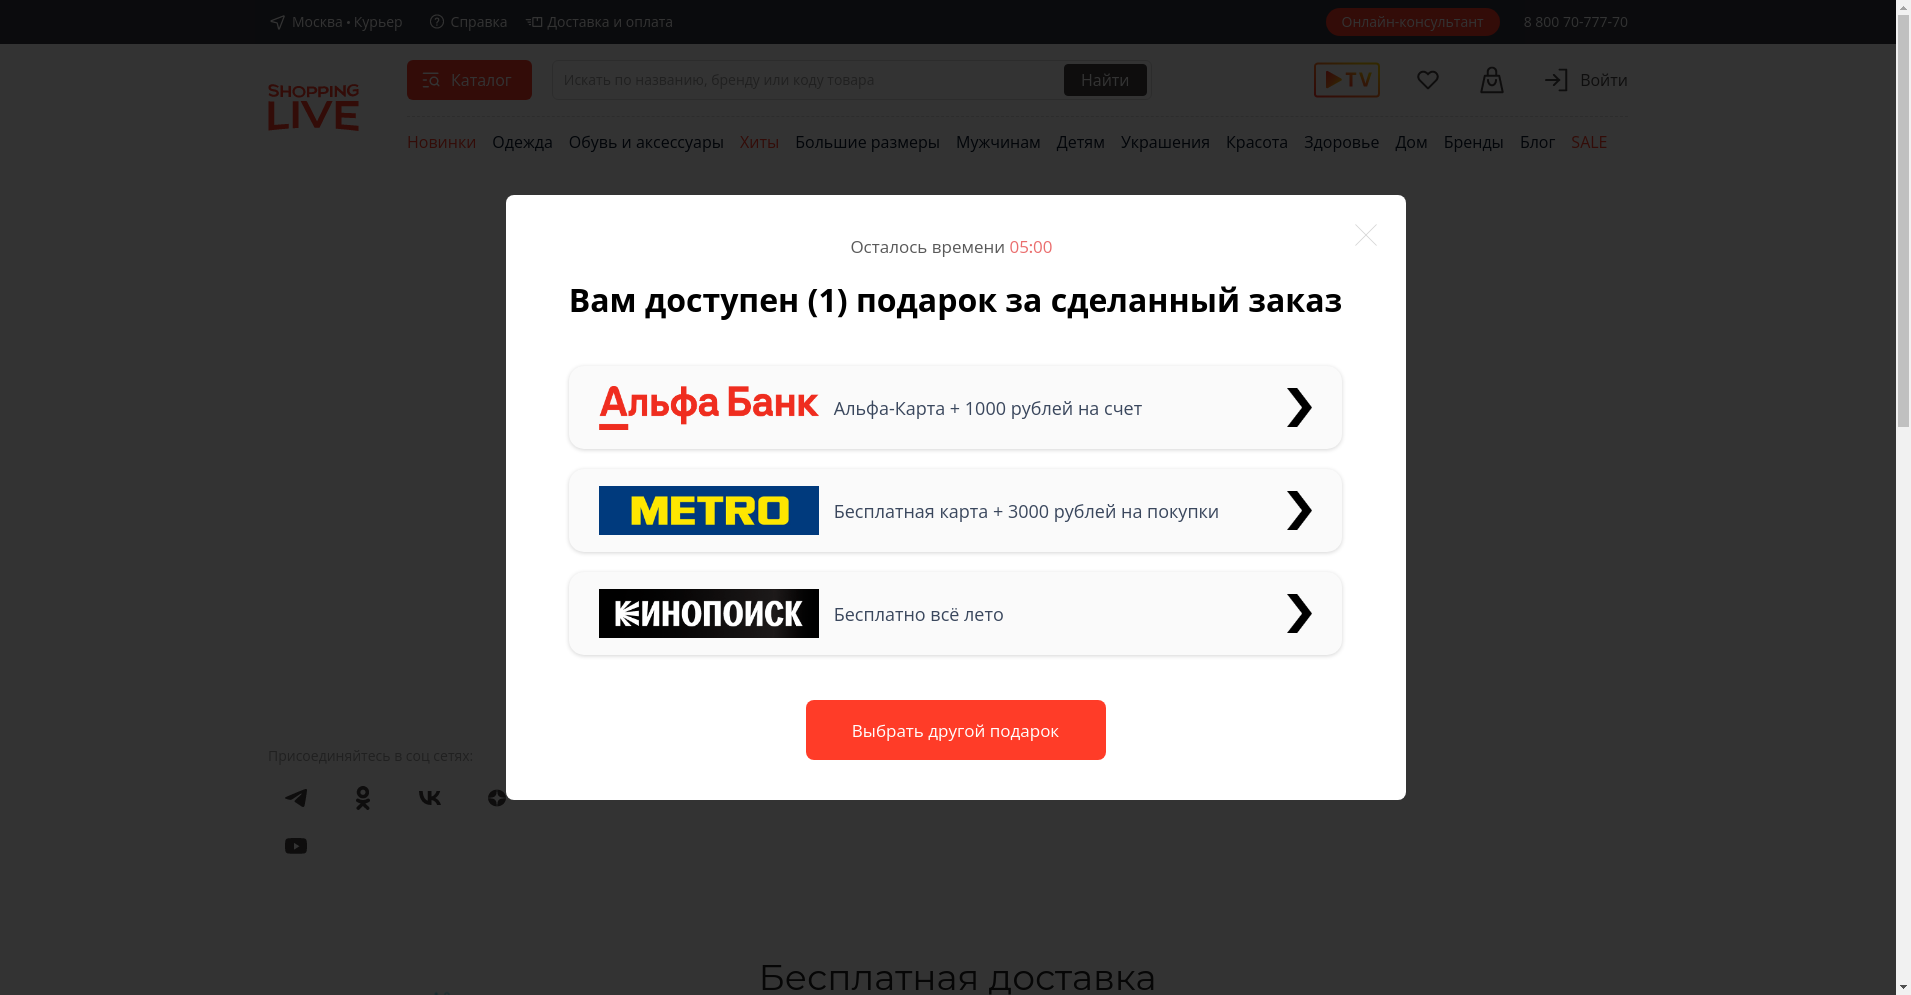 Москва • Курьер
Справка
Доставка и оплата
Онлайн-консультант
8 800 70-777-70
SHOPPING
LIVE
Каталог
Искать по названию, бренду или коду товара
Найти
TV
Войти
Новинки Одежда Обувь и аксессуары Хиты Большие размеры Мужчинам Детям Украшения Красота Здоровье Дом Бренды Блог SALE
Осталось времени 05:00
Вам доступен (1) подарок за сделанный заказ
Альфа Банк
Альфа-Карта + 1000 рублей на счет
METRO
Бесплатная карта + 3000 рублей на покупки
КИНОПОИСК
Бесплатно всё лето
Выбрать другой подарок
Присоединяйтесь в соц сетях:
Бесплатная доставка